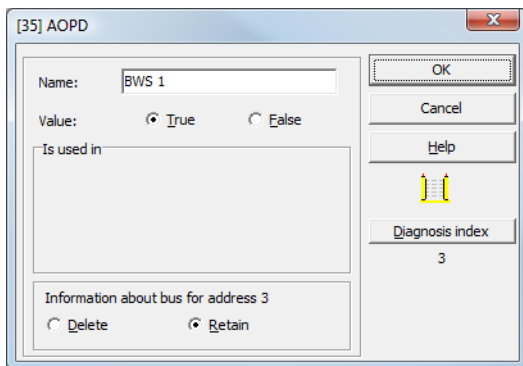 [35] AOPD
Name: BWS 1
Value: True False
Is used in
Information about bus for address 3
Delete Retain
OK
Cancel
Help
Diagnosis index
3